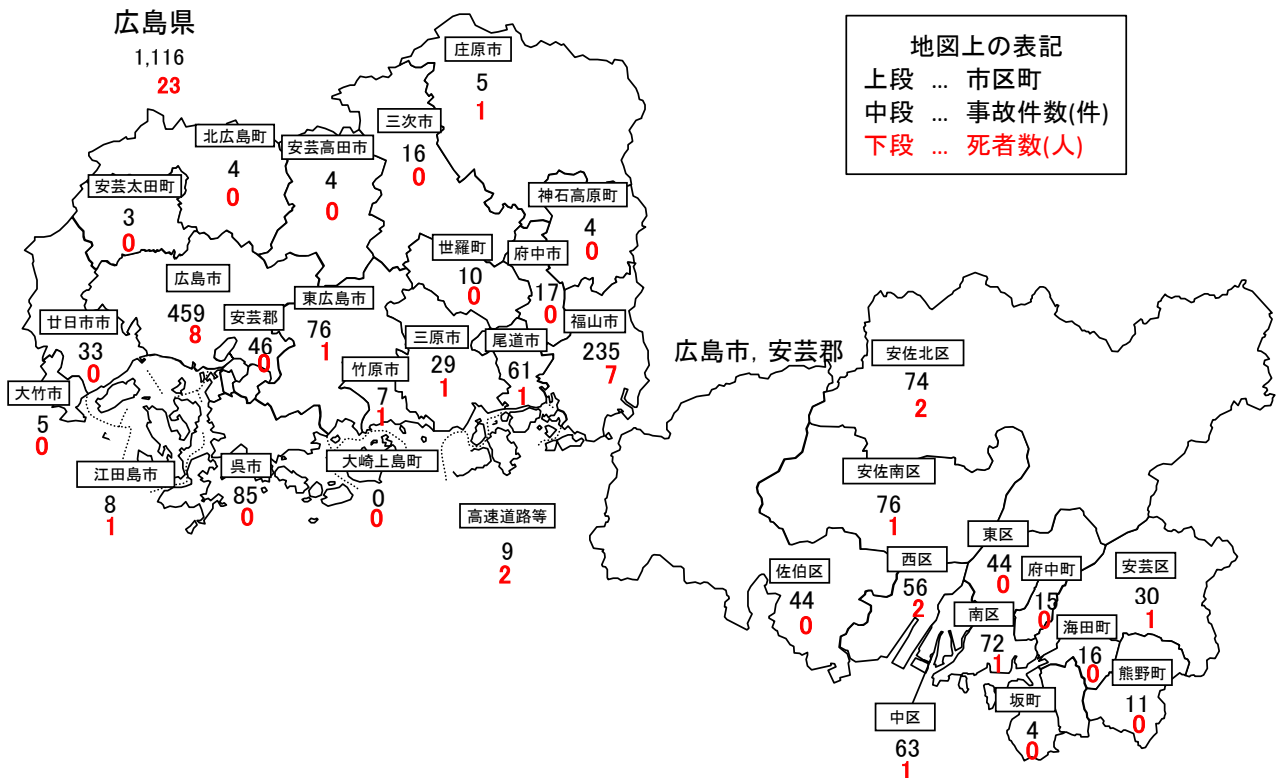 広島県
1,116
23
地図上の表記
上段 … 市区町
中段 … 事故件数(件)
下段 … 死者数(人)
庄原市
5
1
三次市
16
0
北広島町
4
0
安芸高田市
4
0
安芸太田町
3
0
神石高原町
4
0
世羅町
10
0
府中市
17
0
広島市
459
8
安芸郡
46
0
東広島市
76
1
廿日市市
33
0
三原市
29
1
尾道市
61
1
福山市
235
7
竹原市
7
1
大竹市
5
0
江田島市
8
1
呉市
85
0
大崎上島町
0
0
高速道路等
9
2
広島市, 安芸郡
安佐北区
74
2
安佐南区
76
1
東区
44
0
西区
56
2
佐伯区
44
0
府中町
15
0
安芸区
30
1
南区
72
1
海田町
16
0
熊野町
11
0
坂町
4
0
中区
63
1